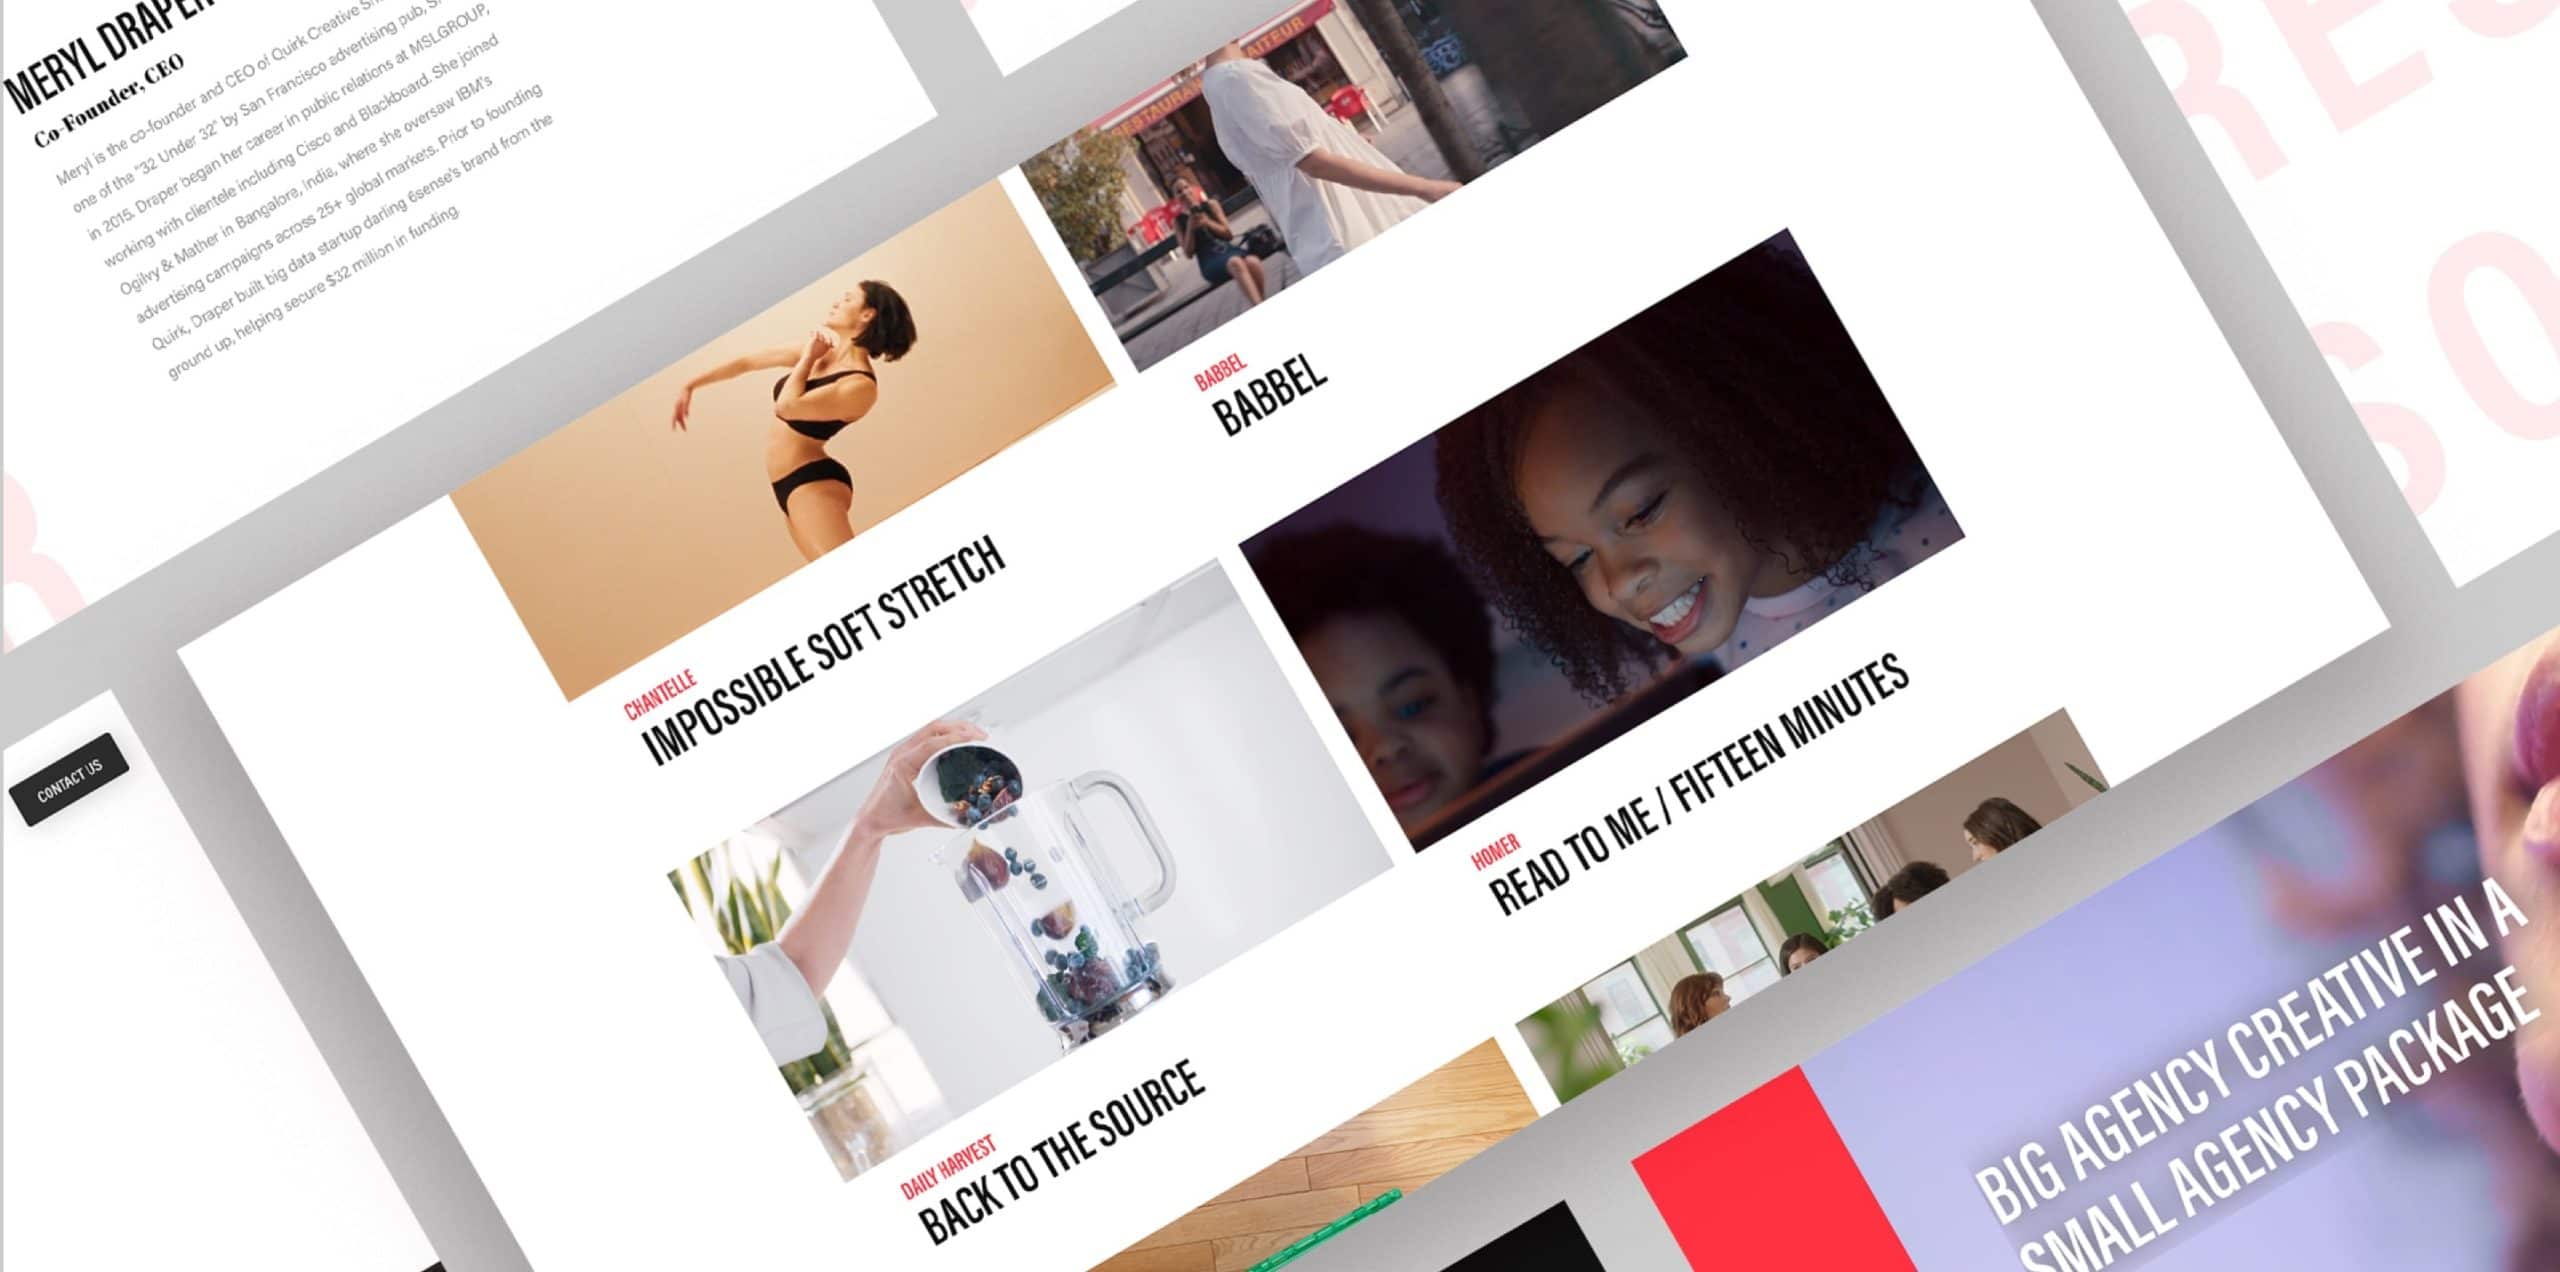 MERYL DRAPER
Co-Founder, CEO
Meryl is the co-founder and CEO of Quirk Creative
one of the "32 Under 32" by San Francisco advertising pub,
in 2015. Draper began her career in public relations at MSLGROUP,
working with clientele including Cisco and Blackboard. She joined
Ogilvy & Mather in Bangalore, India, where she oversaw IBM's
advertising campaigns across 25+ global markets. Prior to founding
Quirk, Draper built big data startup darling 6sense's brand from the
ground up, helping secure $32 million in funding.
CONTACT US
RESTAURANT
CHANTELLE
IMPOSSIBLE SOFT STRETCH
BABBEL
BABBEL
DAILY HARVEST
BACK TO THE SOURCE
HOMER
READ TO ME / FIFTEEN MINUTES
RES
SO
BIG AGENCY CREATIVE IN A
SMALL AGENCY PACKAGE